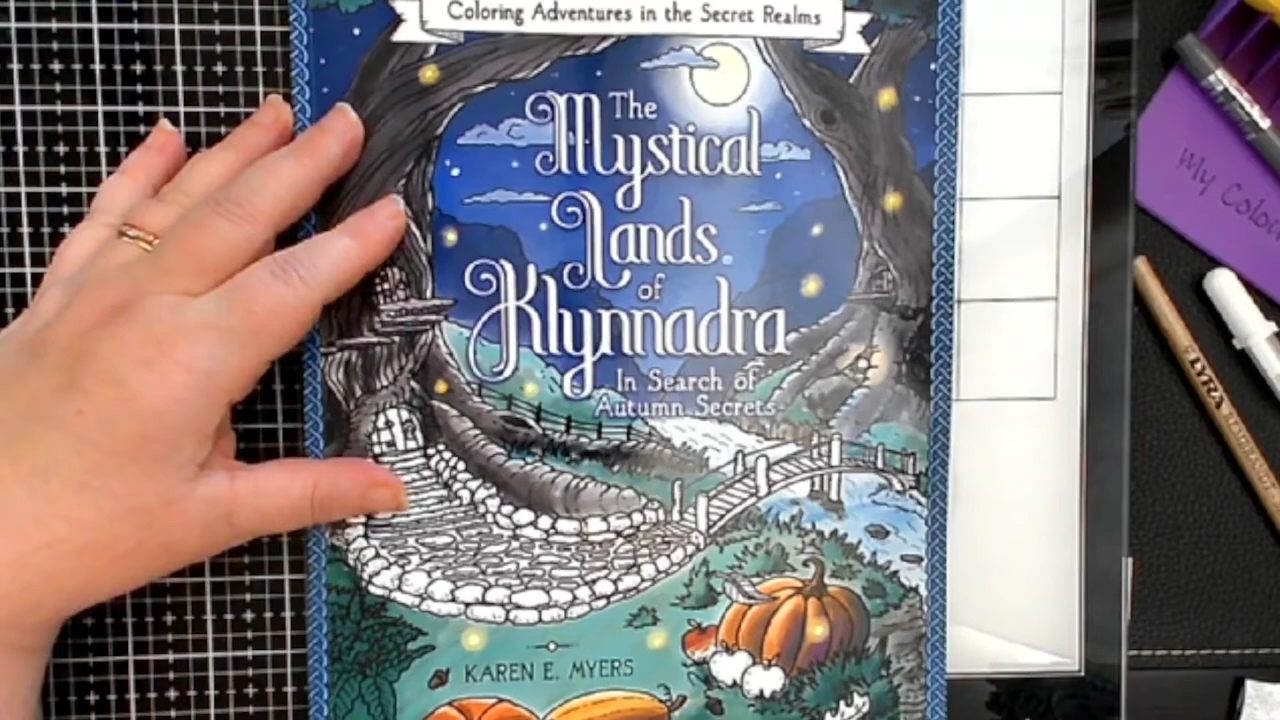 Coloring Adventures in the Secret Realms
The
Mystical
Lands
of
Klynnadra
In Search of
Autumn Secrets
KAREN E. MYERS
My Colou
LYRA